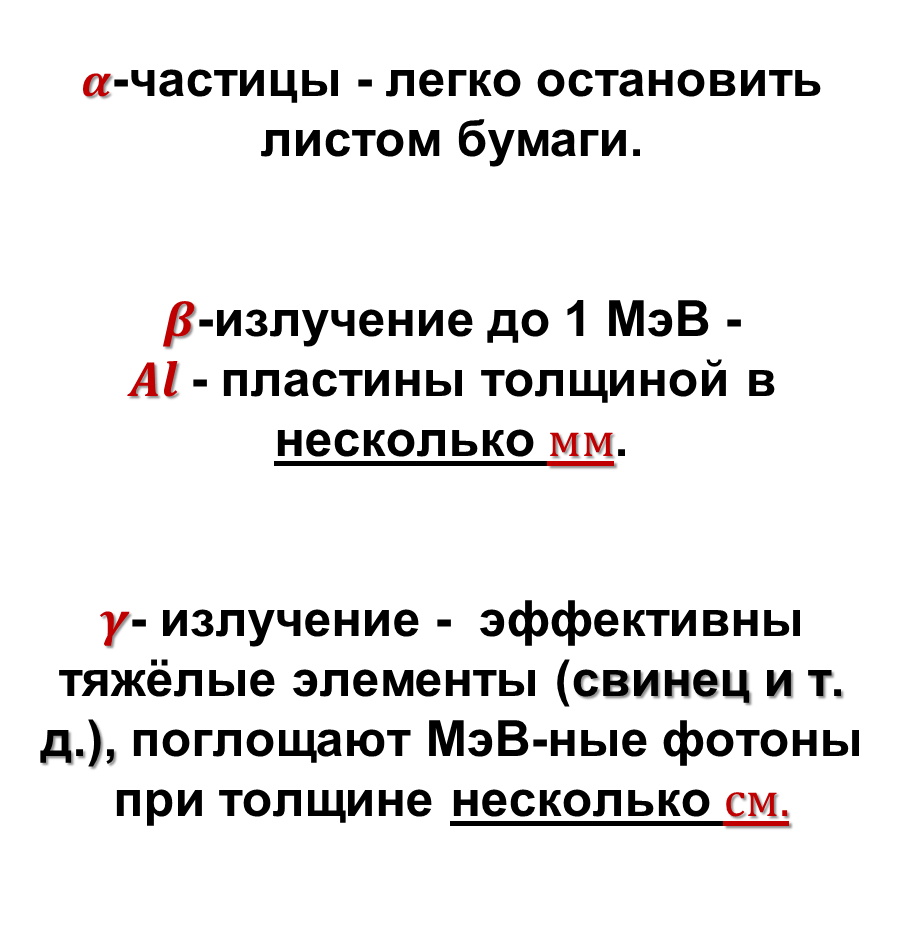 α-частицы - легко остановить
листом бумаги.
β-излучение до 1 МэВ -
Al - пластины толщиной в
несколько мм.
γ- излучение -  эффективны
тяжёлые элементы (свинец и т.
д.), поглощают МэВ-ные фотоны
при толщине несколько см.